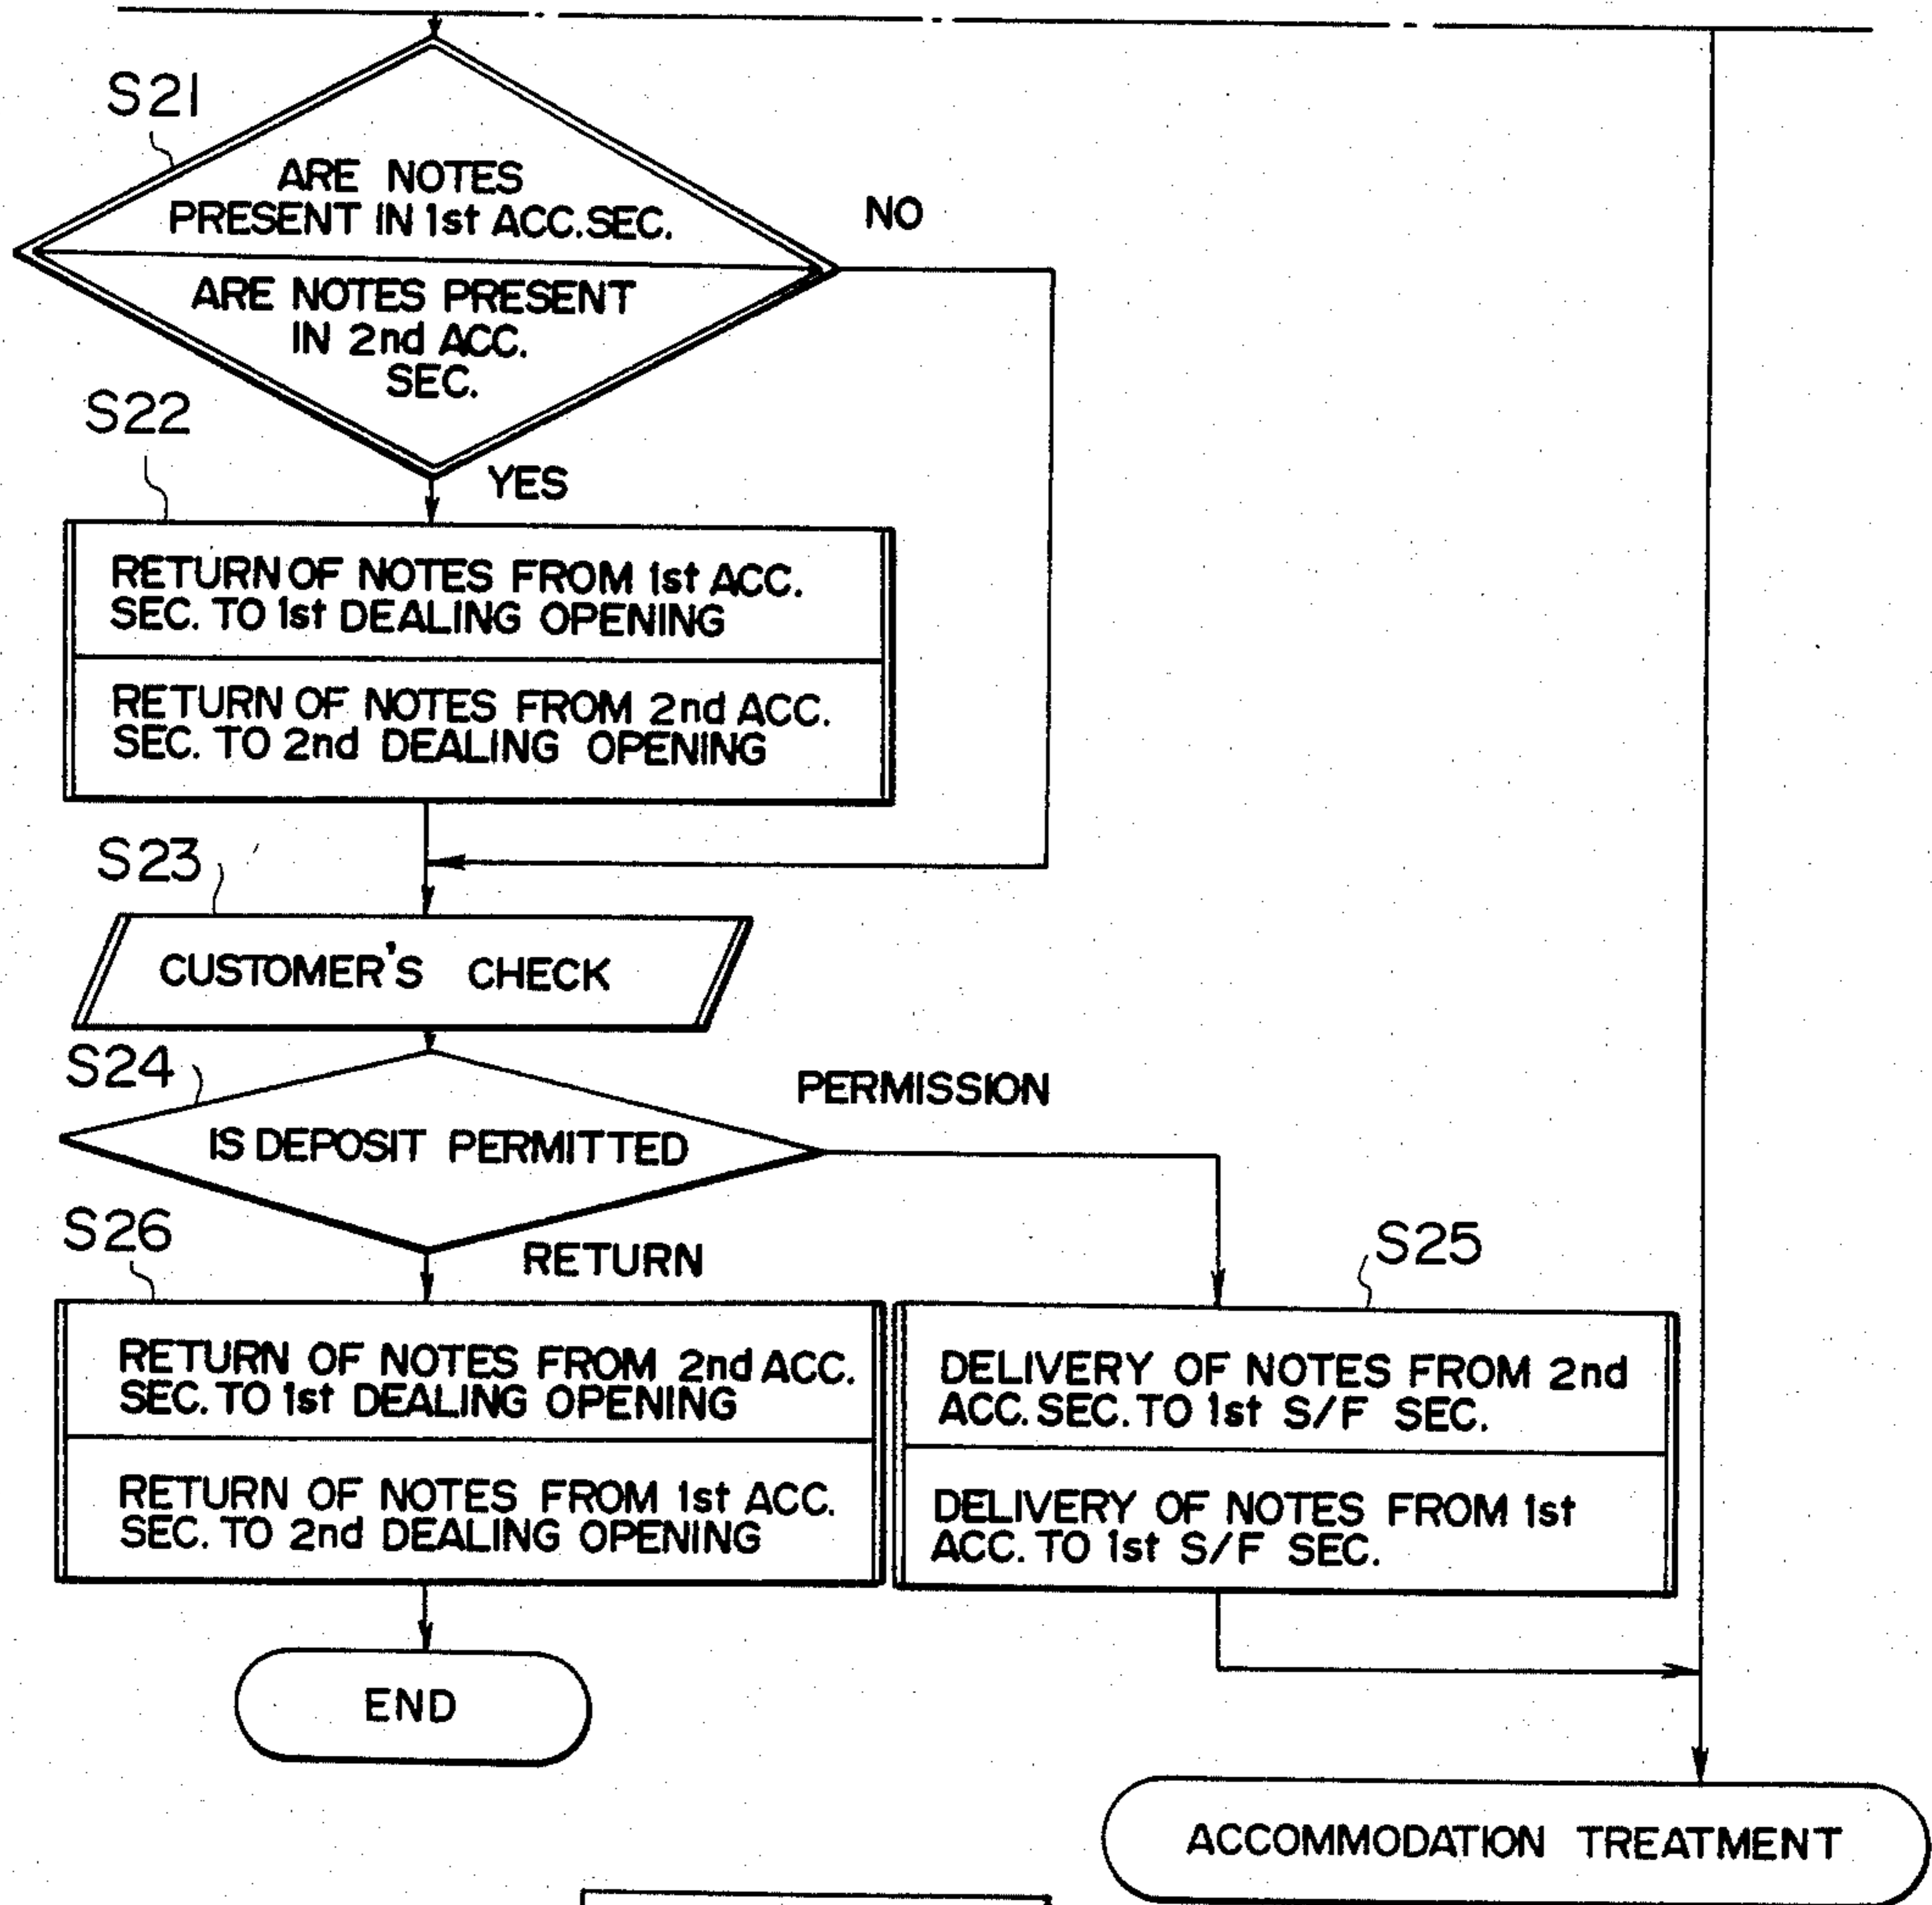 S21
ARE NOTES
PRESENT IN 1st ACC.SEC.
NO
ARE NOTES PRESENT
IN 2nd ACC.
SEC.
S22
YES
RETURN OF NOTES FROM 1st ACC.
SEC. TO 1st DEALING OPENING
RETURN OF NOTES FROM 2nd ACC.
SEC. TO 2nd DEALING OPENING
S23
CUSTOMER'S CHECK
S24
PERMISSION
IS DEPOSIT PERMITTED
S26
RETURN
S25
RETURN OF NOTES FROM 2nd ACC.
SEC. TO 1st DEALING OPENING
RETURN OF NOTES FROM 1st ACC.
SEC. TO 2nd DEALING OPENING
DELIVERY OF NOTES FROM 2nd
ACC. SEC. TO 1st S/F SEC.
DELIVERY OF NOTES FROM 1st
ACC. TO 1st S/F SEC.
END
ACCOMMODATION TREATMENT